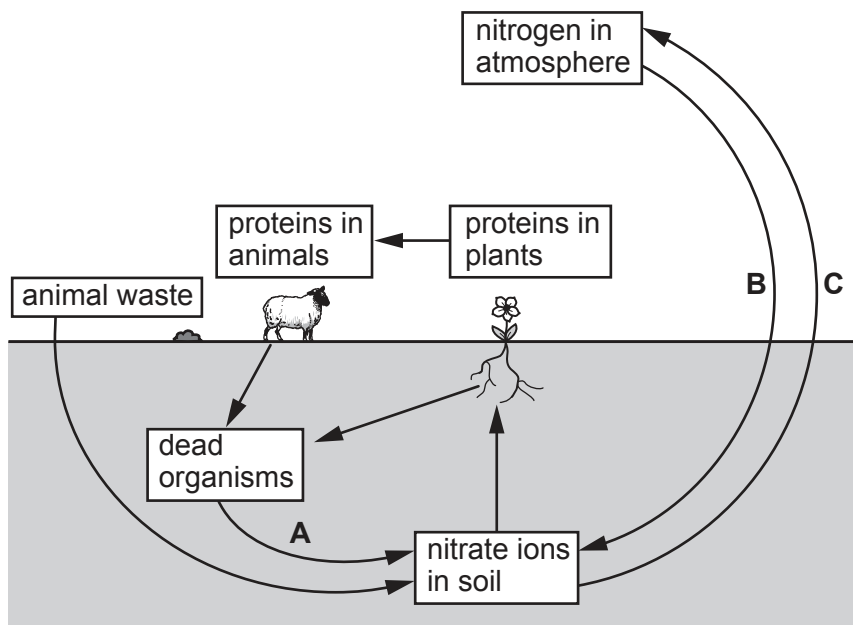 nitrogen in
atmosphere
proteins in
animals
proteins in
plants
animal waste
B
C
dead
organisms
A
nitrate ions
in soil